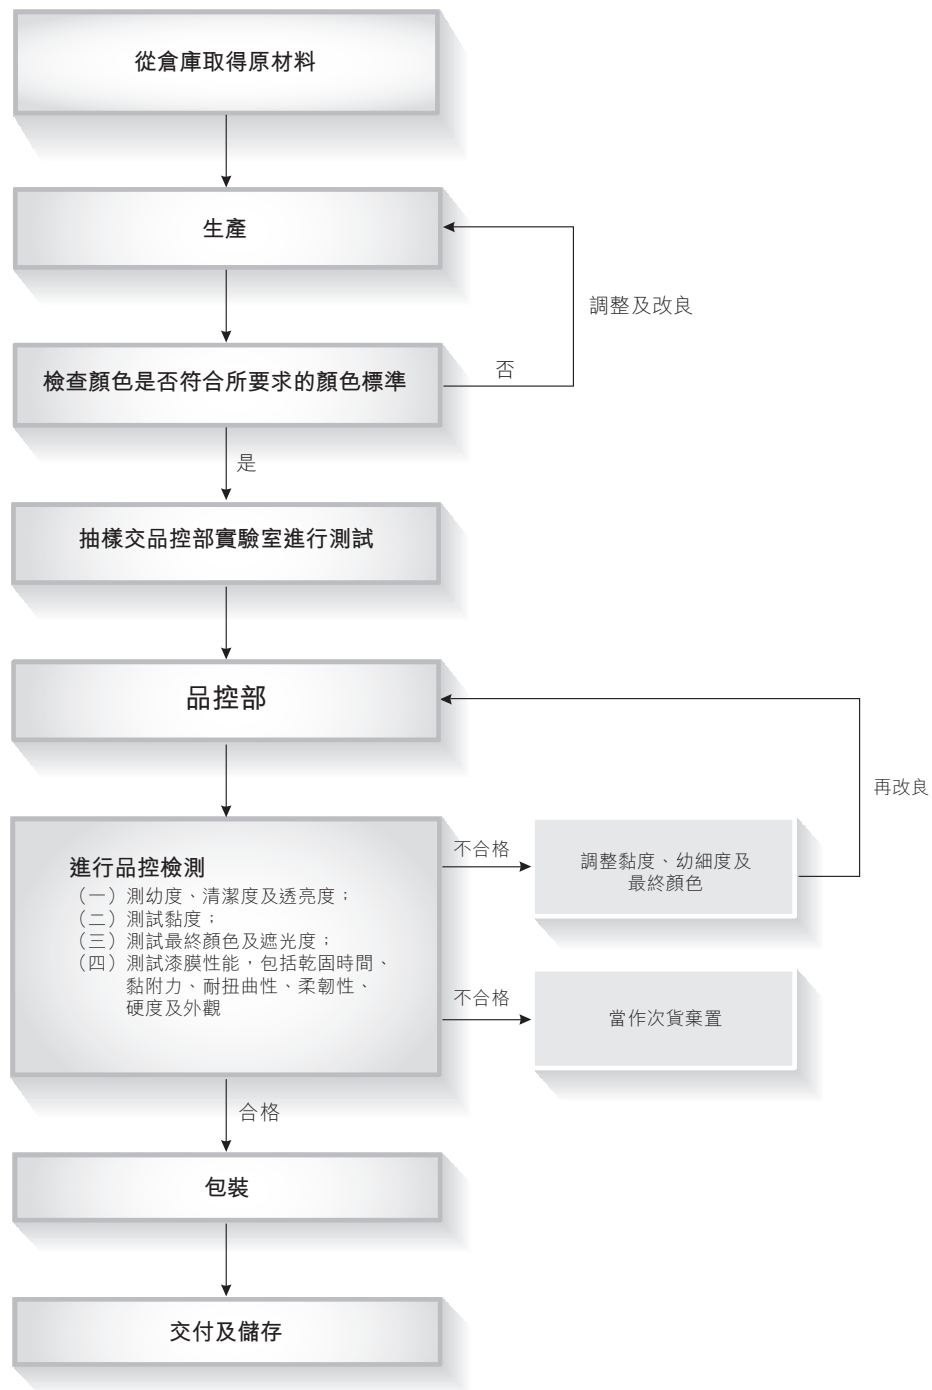 從倉庫取得原材料
生產
調整及改良
檢查顏色是否符合所要求的顏色標準
否
是
抽樣交品控部實驗室進行測試
品控部
再改良
進行品控檢測
（一）測幼度、清潔度及透亮度；
（二）測試黏度；
（三）測試最終顏色及遮光度；
（四）測試漆膜性能，包括乾固時間、
黏附力、耐扭曲性、柔韌性、
硬度及外觀
不合格
調整黏度、幼細度及
最終顏色
不合格
當作次貨棄置
合格
包裝
交付及儲存